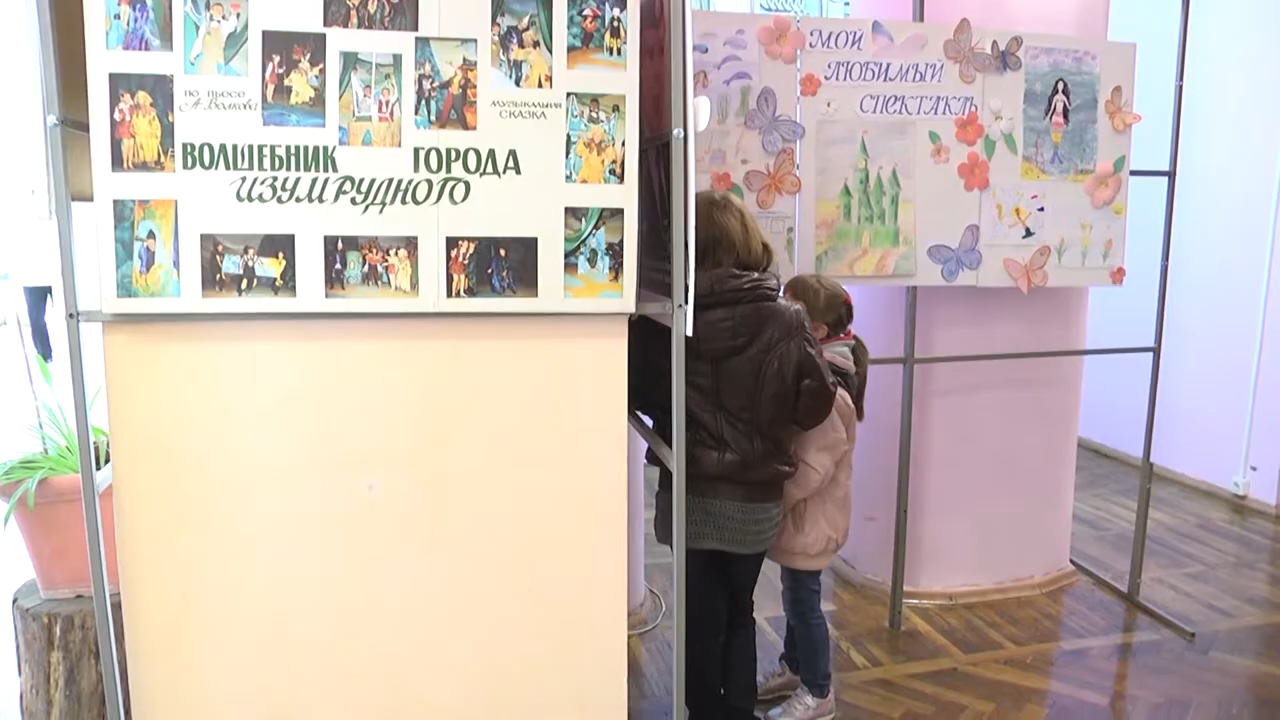 по пьесе
А. Волкова
МУЗЫКАЛЬНАЯ
СКАЗКА
ВОЛШЕБНИК ГОРОДА
ИЗУМРУДНОГО
МОЙ
ЛЮБИМЫЙ
СПЕКТАКЛЬ